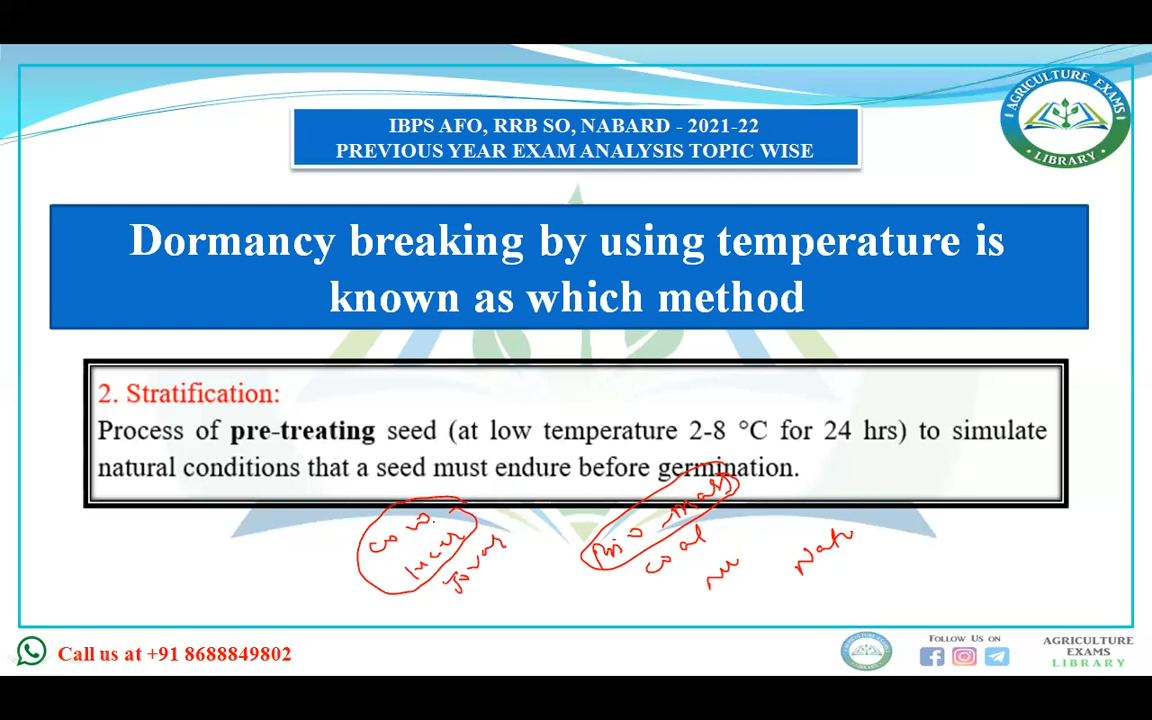 AGRICULTURE EXAMS
LIBRARY
IBPS AFO, RRB SO, NABARD - 2021-22
PREVIOUS YEAR EXAM ANALYSIS TOPIC WISE
Dormancy breaking by using temperature is
known as which method
2. Stratification:
Process of pre-treating seed (at low temperature 2-8 °C for 24 hrs) to simulate
natural conditions that a seed must endure before germination.
Call us at +91 8688849802
FOLLOW US ON
AGRICULTURE
EXAMS
LIBRARY